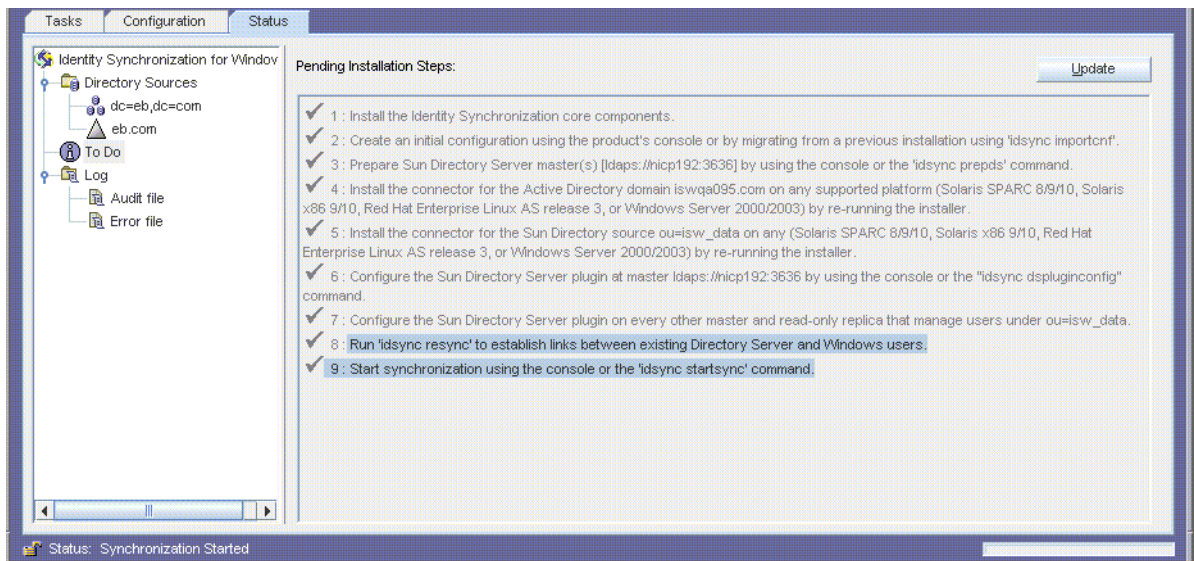 Tasks
Configuration
Status
Identity Synchronization for Windov
Directory Sources
dc=eb,dc=com
eb.com
To Do
Log
Audit file
Error file
Pending Installation Steps:
Update
1 : Install the Identity Synchronization core components.
2 : Create an initial configuration using the product's console or by migrating from a previous installation using 'idsync importcnf'.
3 : Prepare Sun Directory Server master(s) [ldaps://nicp192:3636] by using the console or the 'idsync prepds' command.
4 : Install the connector for the Active Directory domain iswqa095.com on any supported platform (Solaris SPARC 8/9/10, Solaris
x86 9/10, Red Hat Enterprise Linux AS release 3, or Windows Server 2000/2003) by re-running the installer.
5 : Install the connector for the Sun Directory source ou=isw_data on any (Solaris SPARC 8/9/10, Solaris x86 9/10, Red Hat
Enterprise Linux AS release 3, or Windows Server 2000/2003) by re-running the installer.
6 : Configure the Sun Directory Server plugin at master ldaps://nicp192:3636 by using the console or the "idsync dspluginconfig"
command.
7 : Configure the Sun Directory Server plugin on every other master and read-only replica that manage users under ou=isw_data.
8 : Run 'idsync resync' to establish links between existing Directory Server and Windows users.
9 : Start synchronization using the console or the 'idsync startsync' command.
Status: Synchronization Started